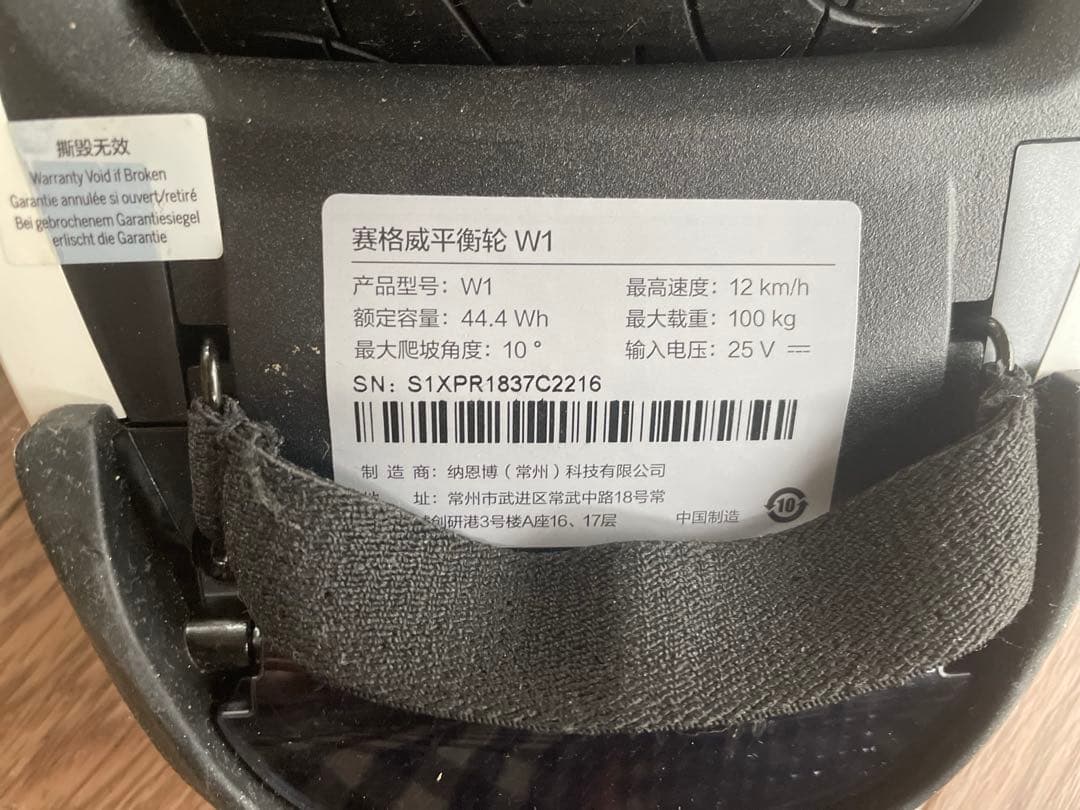 撕毁无效
Warranty Void if Broken
Garantie annulée si ouvert/retiré
Bei gebrochenem Garantiesiegel
erlischt die Garantie
赛格威平衡轮 W1
产品型号：W1
最高速度：12 km/h
额定容量：44.4 Wh
最大载重：100 kg
最大爬坡角度：10 °
输入电压：25 V ⎓
SN：S1XPR1837C2216
制 造 商：纳恩博（常州）科技有限公司
址：常州市武进区常武中路18号常
创研港3号楼A座16、17层
中国制造
10